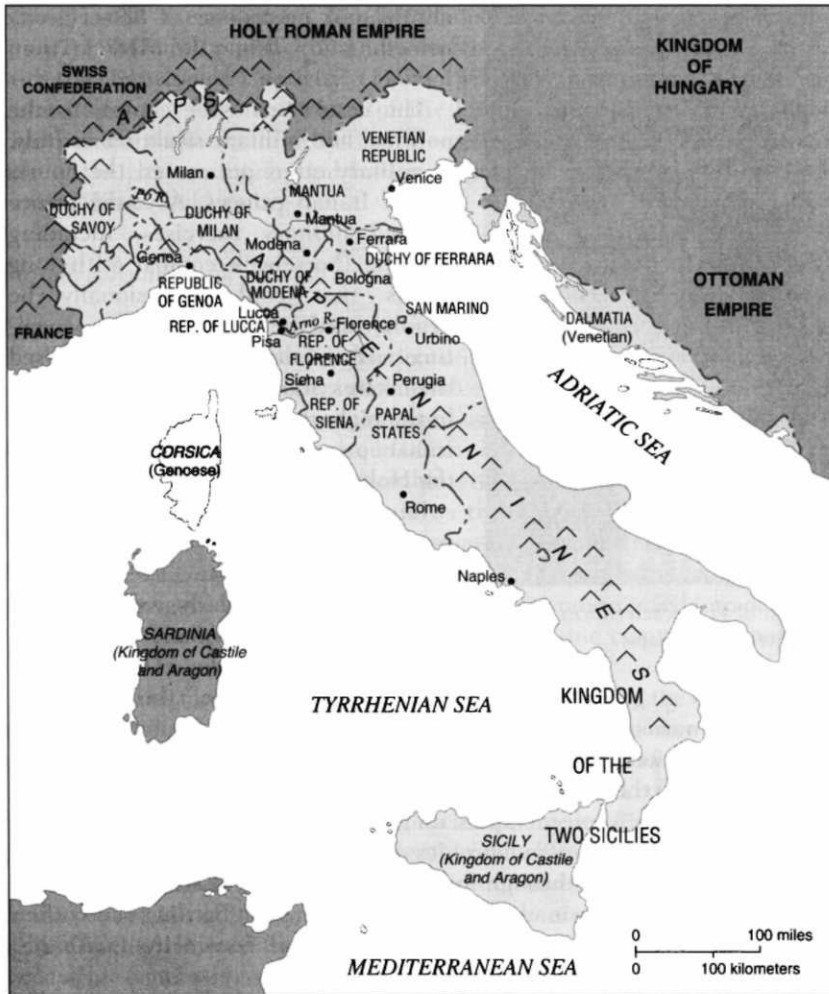 HOLY ROMAN EMPIRE
KINGDOM
OF
HUNGARY
SWISS
CONFEDERATION
ALPS
VENETIAN
REPUBLIC
Milan
Venice
Po R.
MANTUA
Mantua
DUCHY OF
SAVOY
DUCHY OF
MILAN
Modena
Ferrara
DUCHY OF FERRARA
Genoa
Bologna
DUCHY OF
MODENA
REPUBLIC
OF GENOA
OTTOMAN
EMPIRE
SAN MARINO
DALMATIA
(Venetian)
Lucca
REP. OF LUCCA
Arno R.
Florence
Urbino
FRANCE
Pisa
REP. OF
FLORENCE
Siena
Perugia
REP. OF
SIENA
PAPAL
STATES
APENNINES
ADRIATIC SEA
CORSICA
(Genoese)
Rome
Naples
SARDINIA
(Kingdom of Castile
and Aragon)
TYRRHENIAN SEA
KINGDOM
OF THE
TWO SICILIES
SICILY
(Kingdom of Castile
and Aragon)
0 100 miles
0 100 kilometers
MEDITERRANEAN SEA